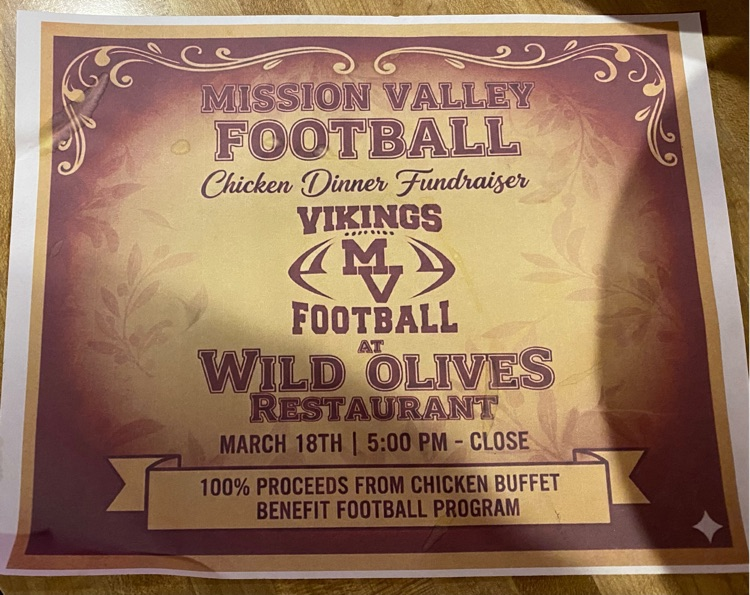 MISSION VALLEY
FOOTBALL
Chicken Dinner Fundraiser
VIKINGS
MV
FOOTBALL
AT
WILD OLIVES
RESTAURANT
MARCH 18TH | 5:00 PM - CLOSE
100% PROCEEDS FROM CHICKEN BUFFET
BENEFIT FOOTBALL PROGRAM